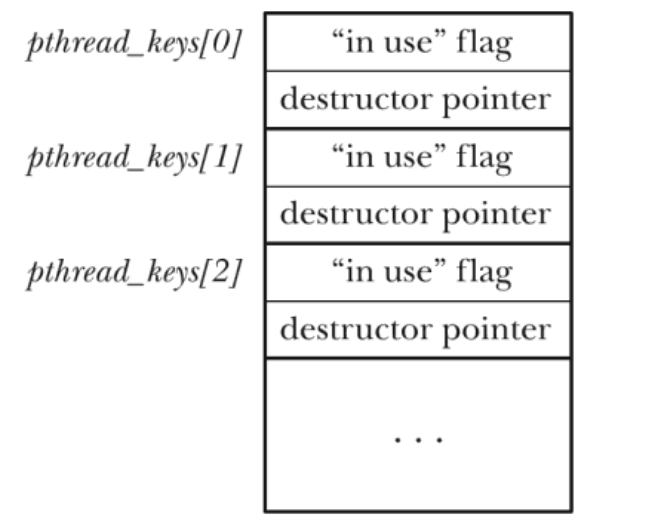 pthread_keys[0] “in use” flag
destructor pointer
pthread_keys[1] “in use” flag
destructor pointer
pthread_keys[2] “in use” flag
destructor pointer
. . .